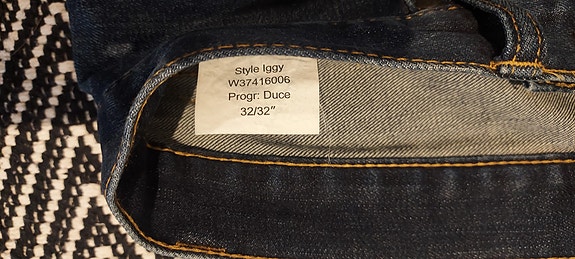 Style Iggy
W37416006
Progr: Duce
32/32"